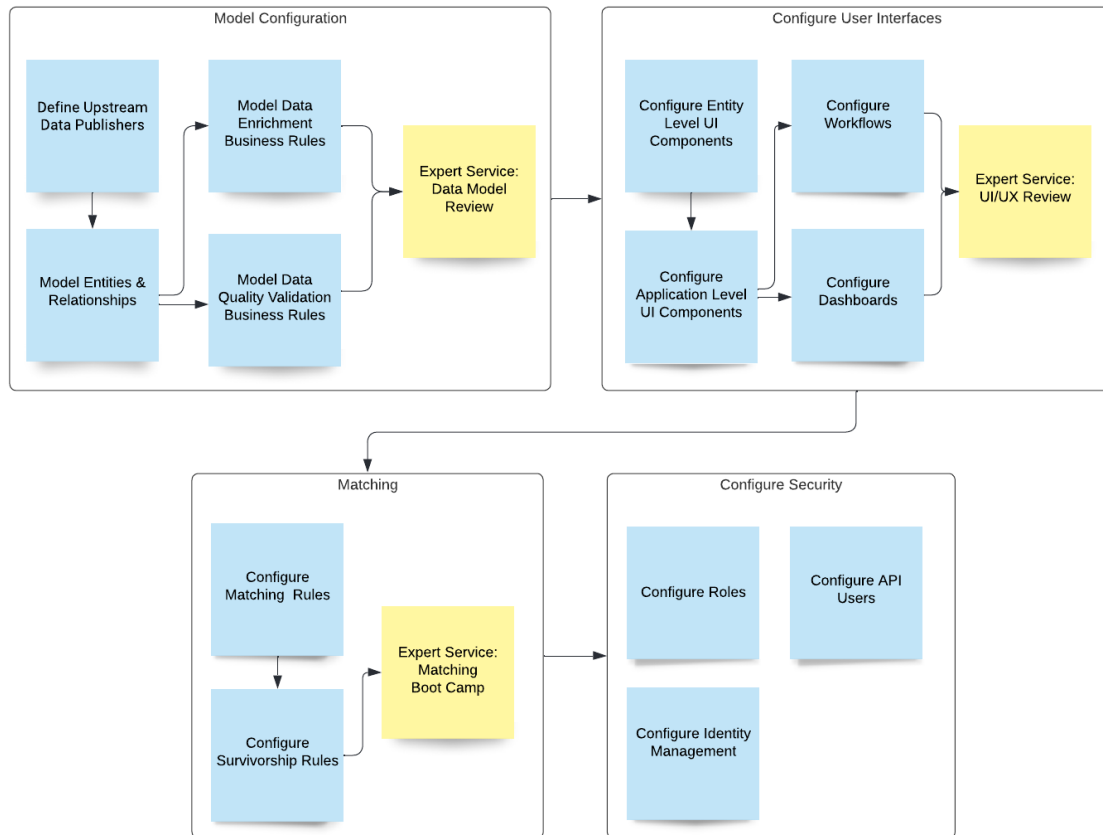 Model Configuration
Define Upstream
Data Publishers
Model Data
Enrichment
Business Rules
Expert Service:
Data Model
Review
Model Entities &
Relationships
Model Data
Quality Validation
Business Rules
Configure User Interfaces
Configure Entity
Level UI
Components
Configure
Workflows
Expert Service:
UI/UX Review
Configure
Application Level
UI Components
Configure
Dashboards
Matching
Configure
Matching Rules
Expert Service:
Matching
Boot Camp
Configure
Survivorship Rules
Configure Security
Configure Roles
Configure API
Users
Configure Identity
Management